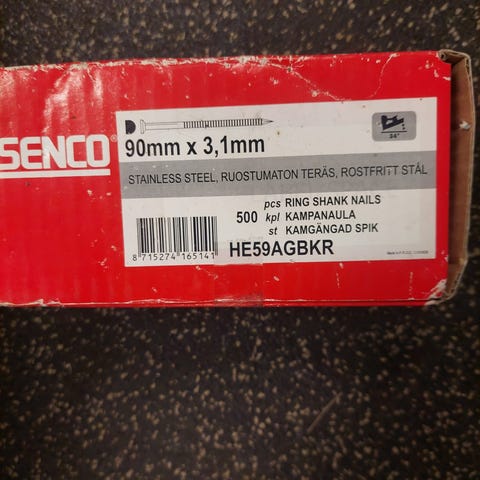 SENCO®
90mm x 3,1mm
34°
STAINLESS STEEL, RUOSTUMATON TERÄS, ROSTFRITT STÅL
pcs RING SHANK NAILS
500 kpl KAMPANAULA
st KAMGÄNGAD SPIK
8 715274 165141
HE59AGBKR